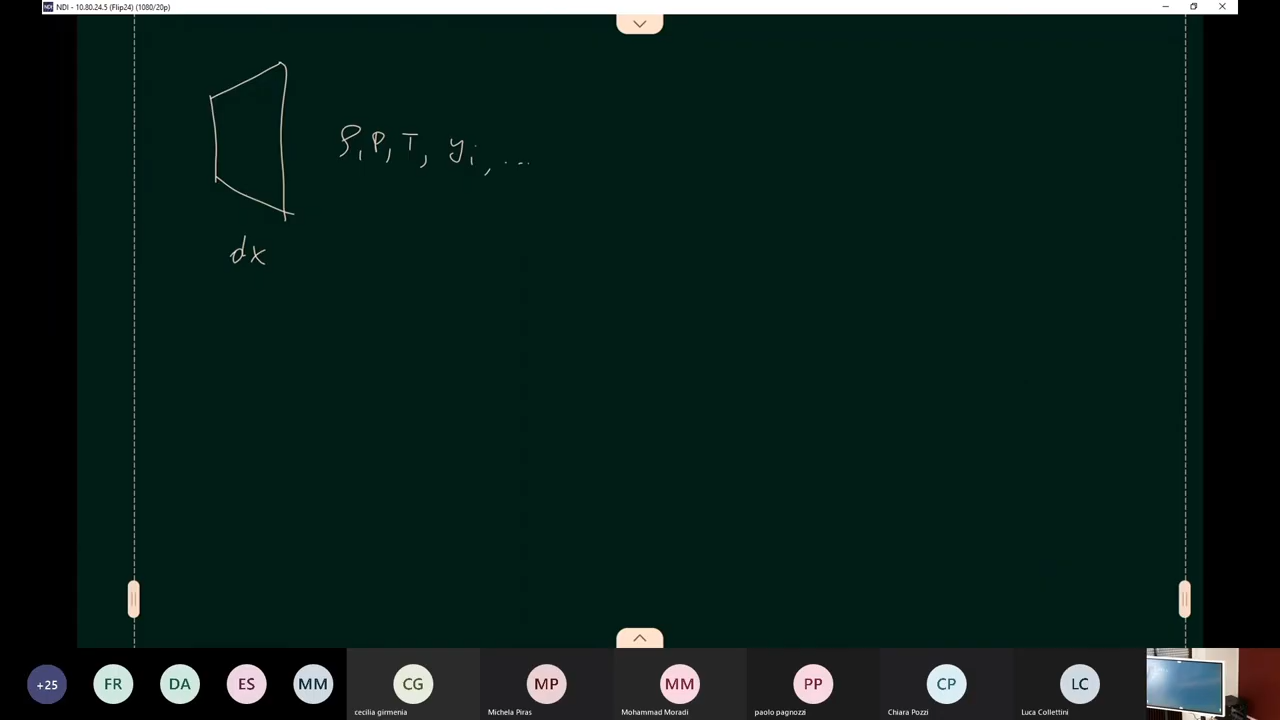 NDI - 10.80.24.5 (Flip24) (1080/20p)
ρ, P, T, y_i, ...
dx
+25
FR
DA
ES
MM
CG
cecilia girmenia
MP
Michela Piras
MM
Mohammad Moradi
PP
paolo pagnozzi
CP
Chiara Pozzi
LC
Luca Collettini